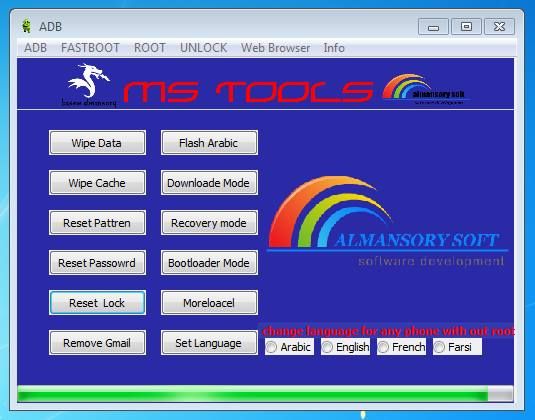 ADB
ADB FASTBOOT ROOT UNLOCK Web Browser Info
MS TOOLS
almansory soft
software development
Wipe Data Flash Arabic
Wipe Cache Downloade Mode
Reset Pattren Recovery mode
Reset Passowrd Bootloader Mode
Reset Lock Moreloacel
Remove Gmail Set Language
ALMANSORY SOFT
software development
change language for any phone with out root
Arabic English French Farsi